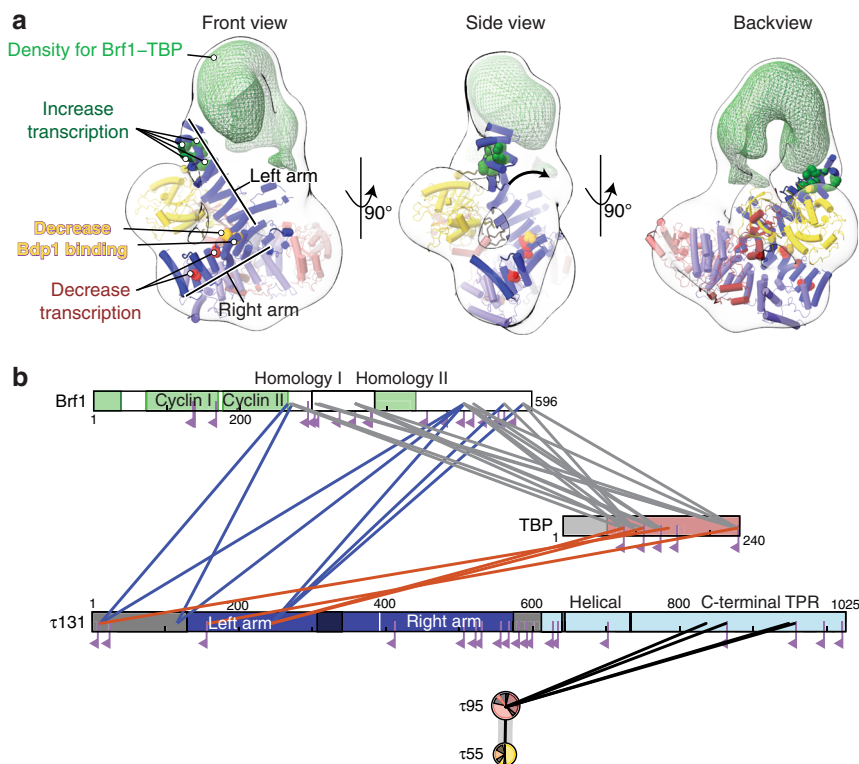 a
Front view
Side view
Backview
Density for Brf1–TBP
Increase
transcription
Left arm
90°
90°
Decrease
Bdp1 binding
Decrease
transcription
Right arm
b
Homology I
Homology II
Brf1
Cyclin I
Cyclin II
596
1
200
TBP
1
240
1
200
400
600
800
1025
Helical
C-terminal TPR
τ131
Left arm
Right arm
τ95
τ55